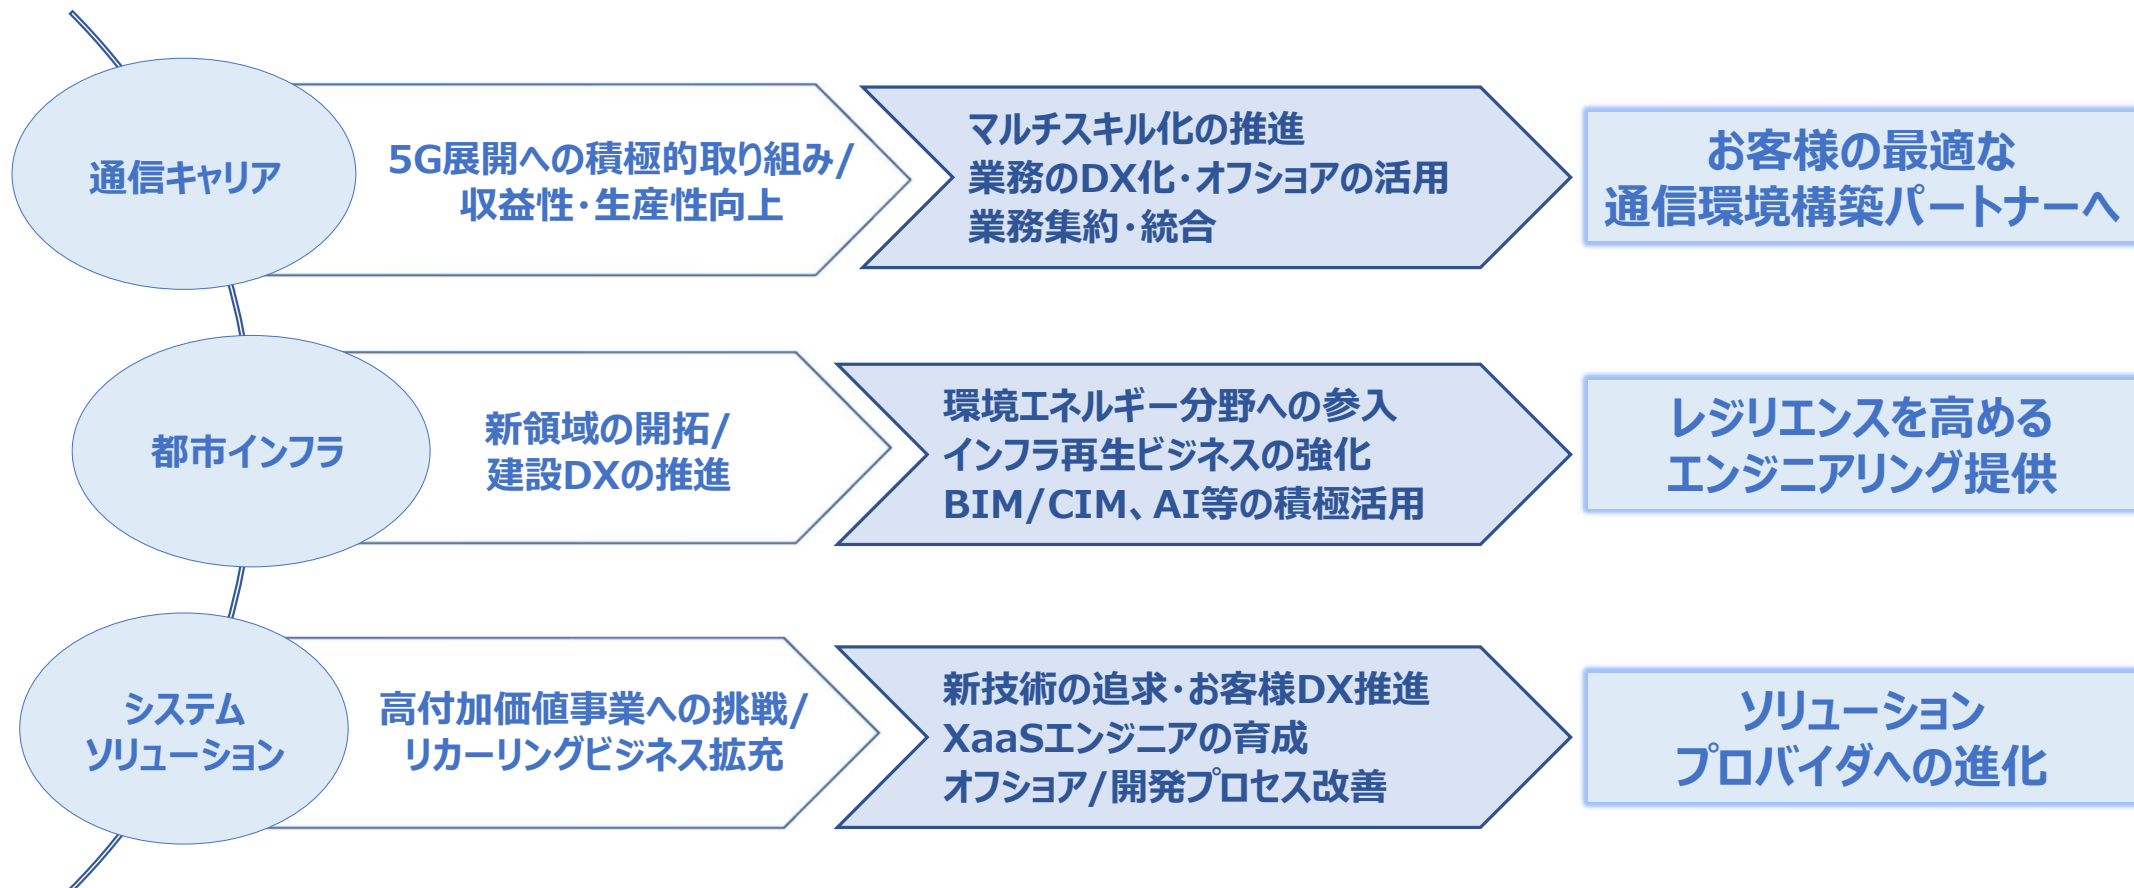 通信キャリア
5G展開への積極的取り組み/
収益性・生産性向上
マルチスキル化の推進
業務のDX化・オフショアの活用
業務集約・統合
お客様の最適な
通信環境構築パートナーへ
都市インフラ
新領域の開拓/
建設DXの推進
環境エネルギー分野への参入
インフラ再生ビジネスの強化
BIM/CIM、AI等の積極活用
レジリエンスを高める
エンジニアリング提供
システム
ソリューション
高付加価値事業への挑戦/
リカーリングビジネス拡充
新技術の追求・お客様DX推進
XaaSエンジニアの育成
オフショア/開発プロセス改善
ソリューション
プロバイダへの進化